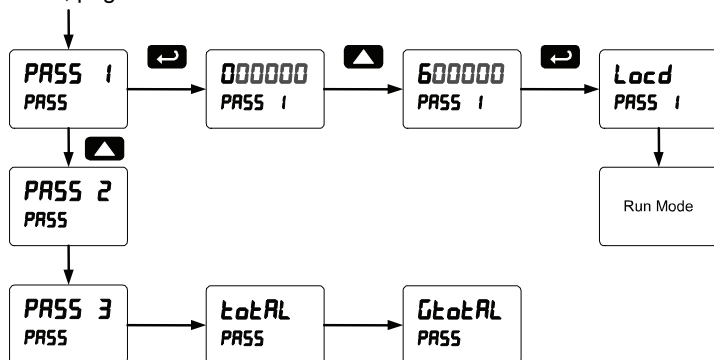 PASS 1
PASS
000000
PASS 1
600000
PASS 1
Locd
PASS 1
PASS 2
PASS
Run Mode
PASS 3
PASS
totAL
PASS
GtotAL
PASS